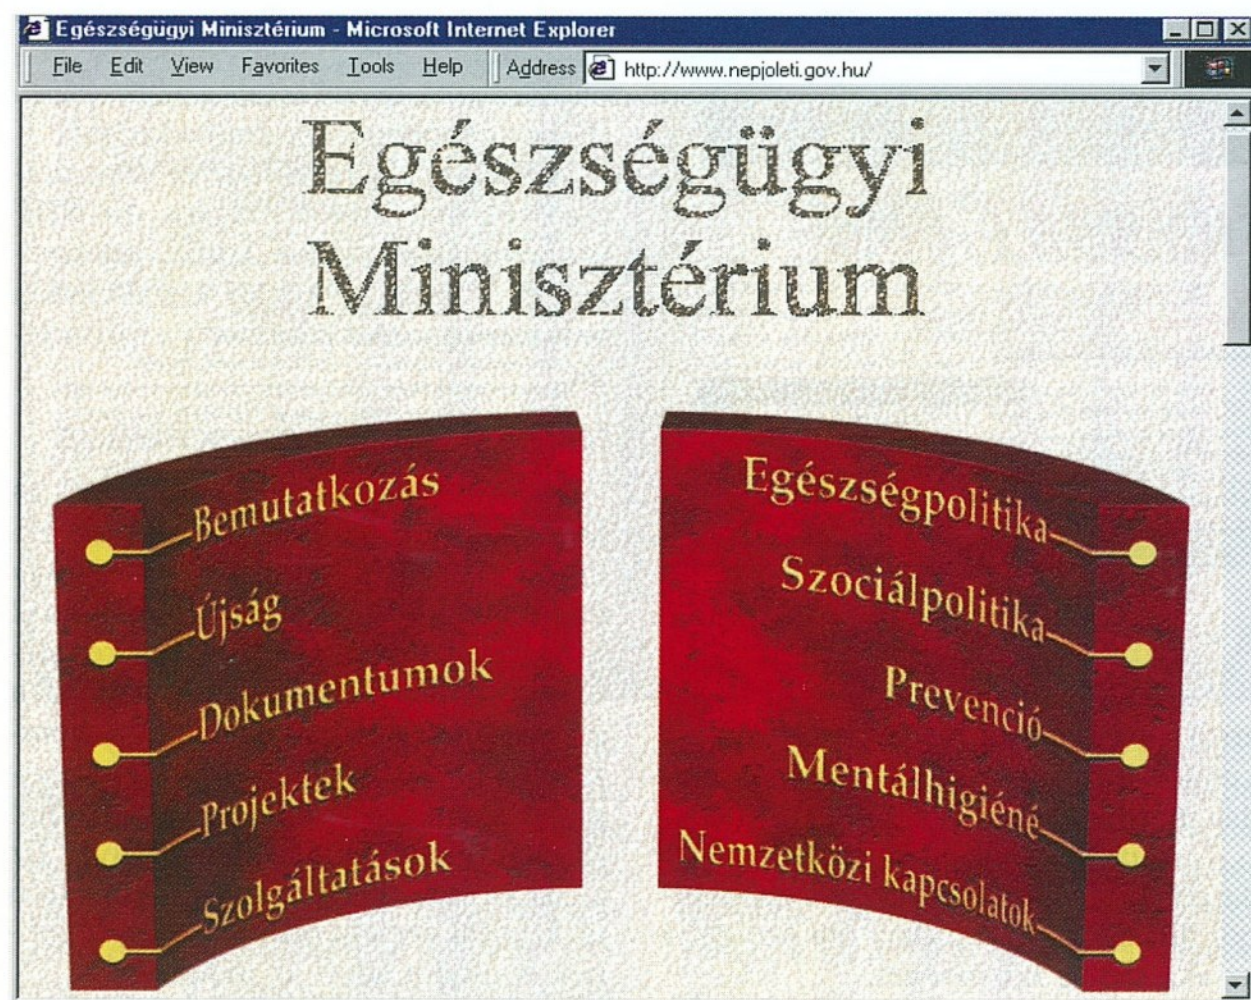 Egészségügyi Minisztérium - Microsoft Internet Explorer
File Edit View Favorites Tools Help Address http://www.nepjoleti.gov.hu/
Egészségügyi
Minisztérium
Bemutatkozás
Újság
Dokumentumok
Projektek
Szolgáltatások
Egészségpolitika
Szociálpolitika
Prevenció
Mentálhigiéné
Nemzetközi kapcsolatok